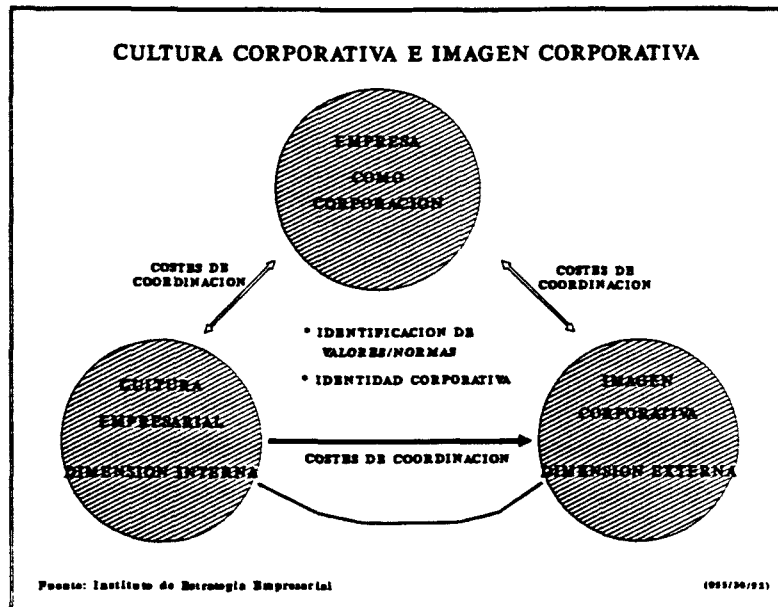 CULTURA CORPORATIVA E IMAGEN CORPORATIVA
EMPRESA
COMO
CORPORACION
COSTES DE
COORDINACION
COSTES DE
COORDINACION
* IDENTIFICACION DE
VALORES/NORMAS
* IDENTIDAD CORPORATIVA
CULTURA
EMPRESARIAL
DIMENSION INTERNA
IMAGEN
CORPORATIVA
DIMENSION EXTERNA
COSTES DE COORDINACION
Fuente: Instituto de Estrategia Empresarial